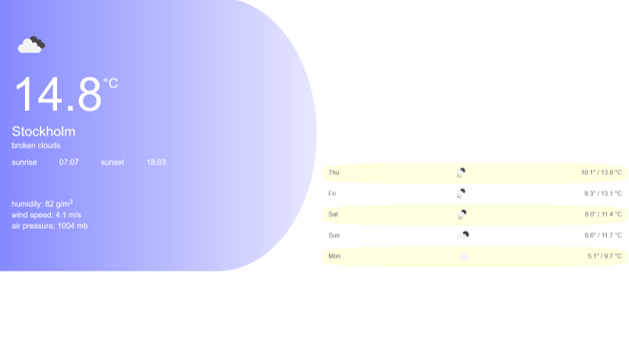 14.8°C
Stockholm
broken clouds
sunrise 07:07 sunset 18:03
humidity: 82 g/m³
wind speed: 4.1 m/s
air pressure: 1004 mb
Thu 10.1° / 13.9 °C
Fri 9.3° / 13.1 °C
Sat 8.0° / 11.4 °C
Sun 6.6° / 11.7 °C
Mon 5.1° / 9.7 °C